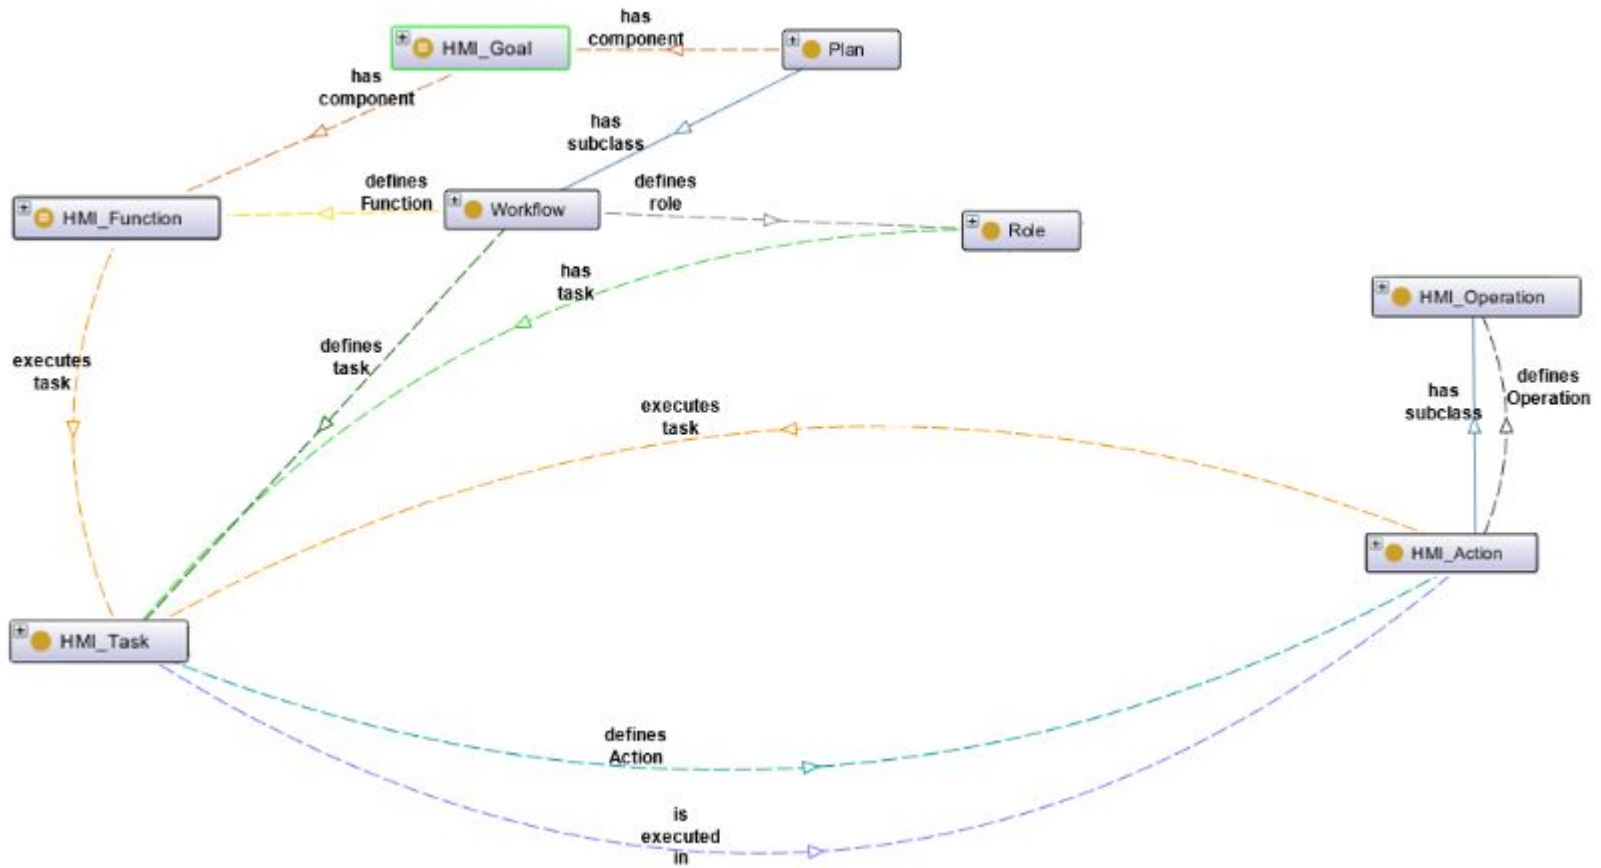 has
component
HMI_Goal
Plan
has
component
has
subclass
defines
Function
Workflow
defines
role
HMI_Function
Role
has
task
HMI_Operation
defines
task
executes
task
has
subclass
defines
Operation
executes
task
HMI_Action
HMI_Task
defines
Action
is
executed
in